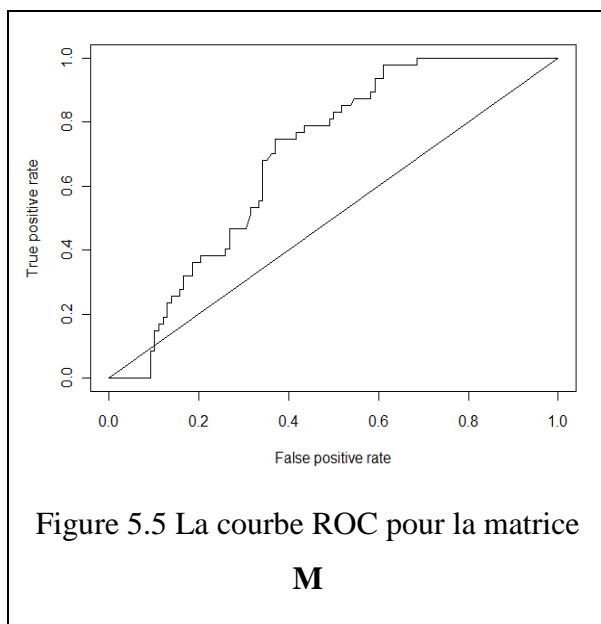 1.0
0.8
0.6
0.4
0.2
0.0
True positive rate
0.0 0.2 0.4 0.6 0.8 1.0
False positive rate
Figure 5.5 La courbe ROC pour la matrice
M